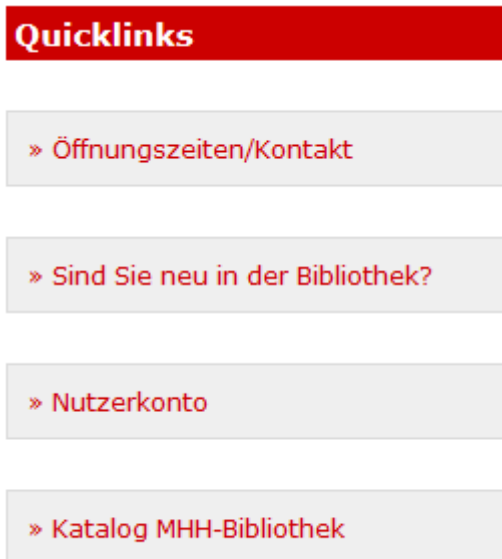 Quicklinks
» Öffnungszeiten/Kontakt
» Sind Sie neu in der Bibliothek?
» Nutzerkonto
» Katalog MHH-Bibliothek